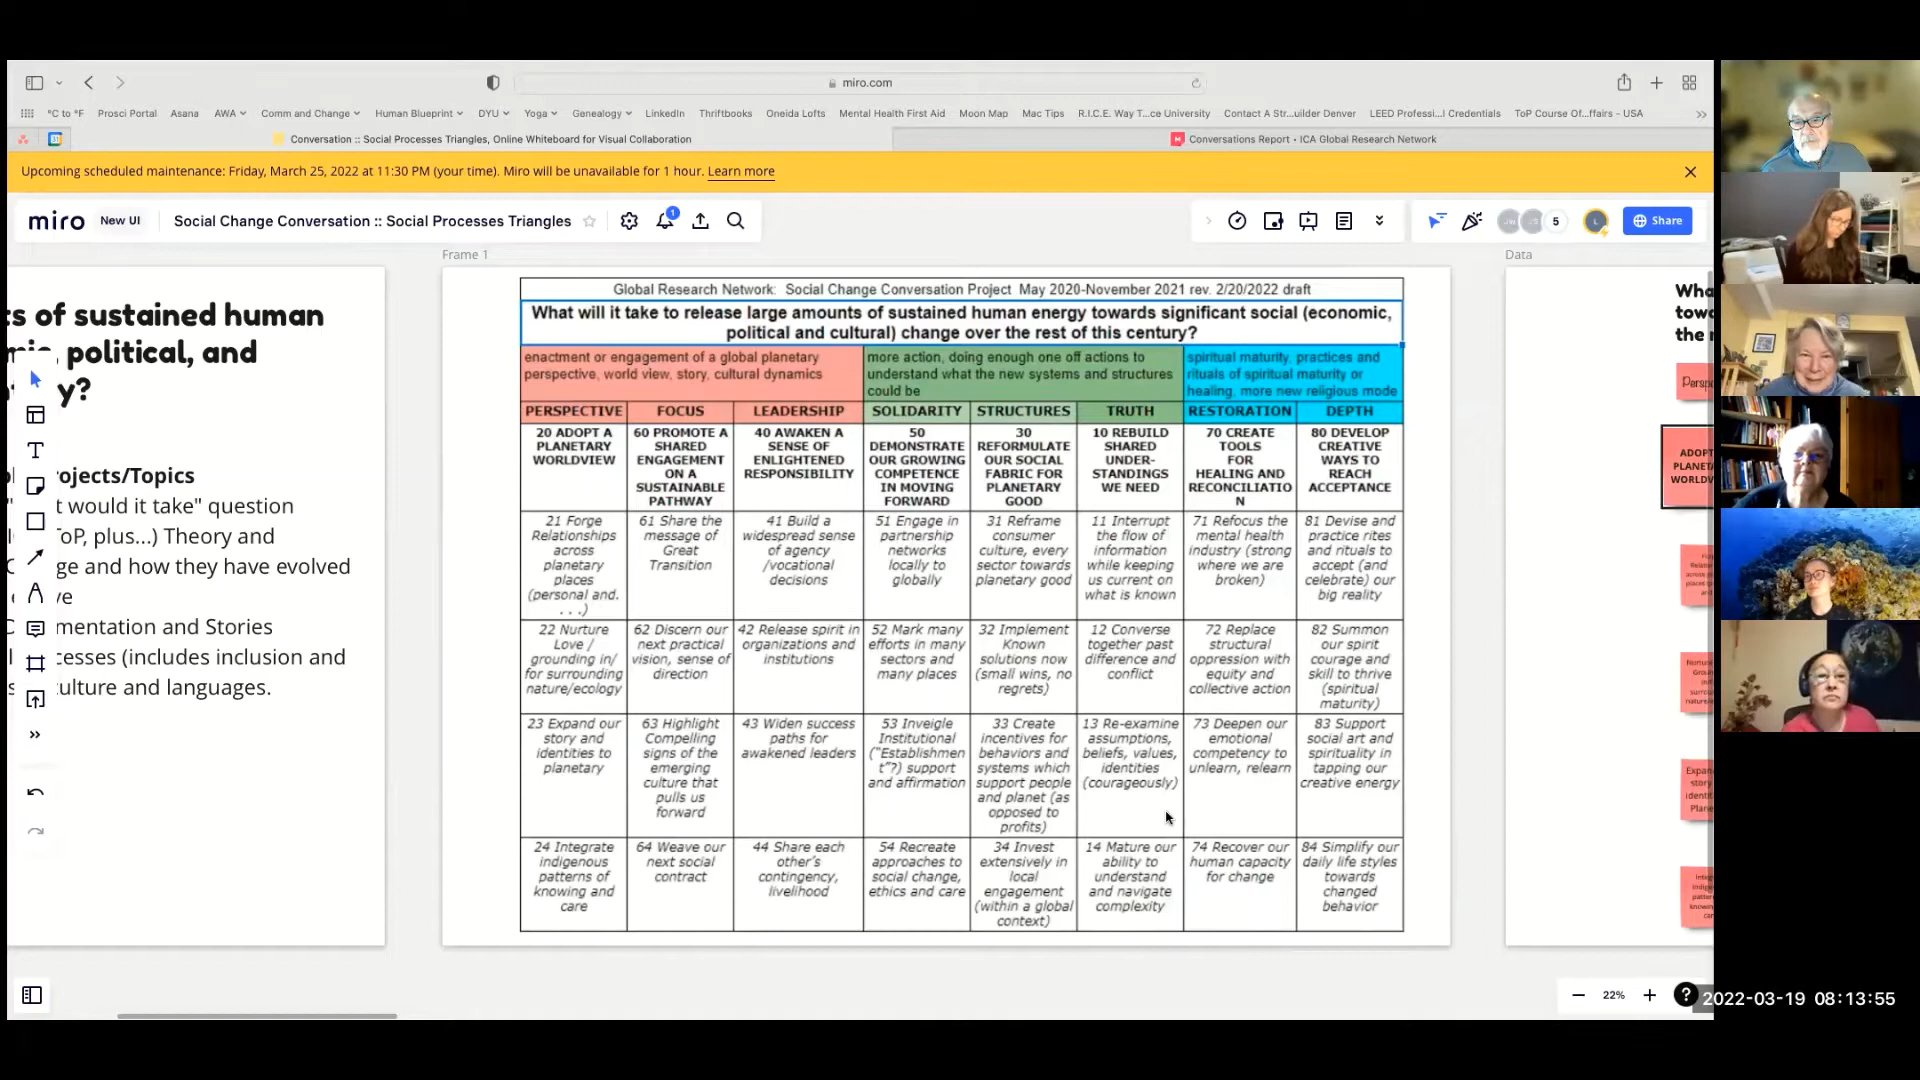 miro.com
°C to °F Prosci Portal Asana AWA Comm and Change Human Blueprint DYU Yoga Genealogy LinkedIn Thriftbooks Oneida Lofts Mental Health First Aid Moon Map Mac Tips R.I.C.E. Way T...ce University Contact A Str...uilder Denver LEED Professi...l Credentials ToP Course Of...ffairs - USA
Conversation :: Social Processes Triangles, Online Whiteboard for Visual Collaboration
Conversations Report • ICA Global Research Network
Upcoming scheduled maintenance: Friday, March 25, 2022 at 11:30 PM (your time). Miro will be unavailable for 1 hour. Learn more
miro New UI Social Change Conversation :: Social Processes Triangles 1 5 L Share
Frame 1
Data
ts of sustained human
political, and
y?
ojects/Topics
t would it take" question
ToP, plus...) Theory and
ge and how they have evolved
ve
mentation and Stories
cesses (includes inclusion and
culture and languages.
Global Research Network: Social Change Conversation Project May 2020-November 2021 rev. 2/20/2022 draft
What will it take to release large amounts of sustained human energy towards significant social (economic,
political and cultural) change over the rest of this century?
enactment or engagement of a global planetary
perspective, world view, story, cultural dynamics
more action, doing enough one off actions to
understand what the new systems and structures
could be
spiritual maturity, practices and
rituals of spiritual maturity or
healing, more new religious mode
PERSPECTIVE FOCUS LEADERSHIP SOLIDARITY STRUCTURES TRUTH RESTORATION DEPTH
20 ADOPT A
PLANETARY
WORLDVIEW
60 PROMOTE A
SHARED
ENGAGEMENT
ON A
SUSTAINABLE
PATHWAY
40 AWAKEN A
SENSE OF
ENLIGHTENED
RESPONSIBILITY
50
DEMONSTRATE
OUR GROWING
COMPETENCE
IN MOVING
FORWARD
30
REFORMULATE
OUR SOCIAL
FABRIC FOR
PLANETARY
GOOD
10 REBUILD
SHARED
UNDER-
STANDINGS
WE NEED
70 CREATE
TOOLS
FOR
HEALING AND
RECONCILIATIO
N
80 DEVELOP
CREATIVE
WAYS TO
REACH
ACCEPTANCE
21 Forge
Relationships
across
planetary
places
(personal and.
. . .)
61 Share the
message of
Great
Transition
41 Build a
widespread sense
of agency
/vocational
decisions
51 Engage in
partnership
networks
locally to
globally
31 Reframe
consumer
culture, every
sector towards
planetary good
11 Interrupt
the flow of
information
while keeping
us current on
what is known
71 Refocus the
mental health
industry (strong
where we are
broken)
81 Devise and
practice rites
and rituals to
accept (and
celebrate) our
big reality
22 Nurture
Love /
grounding in/
for surrounding
nature/ecology
62 Discern our
next practical
vision, sense of
direction
42 Release spirit in
organizations and
institutions
52 Mark many
efforts in many
sectors and
many places
32 Implement
Known
solutions now
(small wins, no
regrets)
12 Converse
together past
difference and
conflict
72 Replace
structural
oppression with
equity and
collective action
82 Summon
our spirit
courage and
skill to thrive
(spiritual
maturity)
23 Expand our
story and
identities to
planetary
63 Highlight
Compelling
signs of the
emerging
culture that
pulls us
forward
43 Widen success
paths for
awakened leaders
53 Inveigle
Institutional
("Establishmen
t"?) support
and affirmation
33 Create
incentives for
behaviors and
systems which
support people
and planet (as
opposed to
profits)
13 Re-examine
assumptions,
beliefs, values,
identities
(courageously)
73 Deepen our
emotional
competency to
unlearn, relearn
83 Support
social art and
spirituality in
tapping our
creative energy
24 Integrate
indigenous
patterns of
knowing and
care
64 Weave our
next social
contract
44 Share each
other's
contingency,
livelihood
54 Recreate
approaches to
social change,
ethics and care
34 Invest
extensively in
local
engagement
(within a global
context)
14 Mature our
ability to
understand
and navigate
complexity
74 Recover our
human capacity
for change
84 Simplify our
daily life styles
towards
changed
behavior
Wha
tow
the r
Persp
ADOPT
PLANETA
WORLDV
22%
2022-03-19 08:13:55